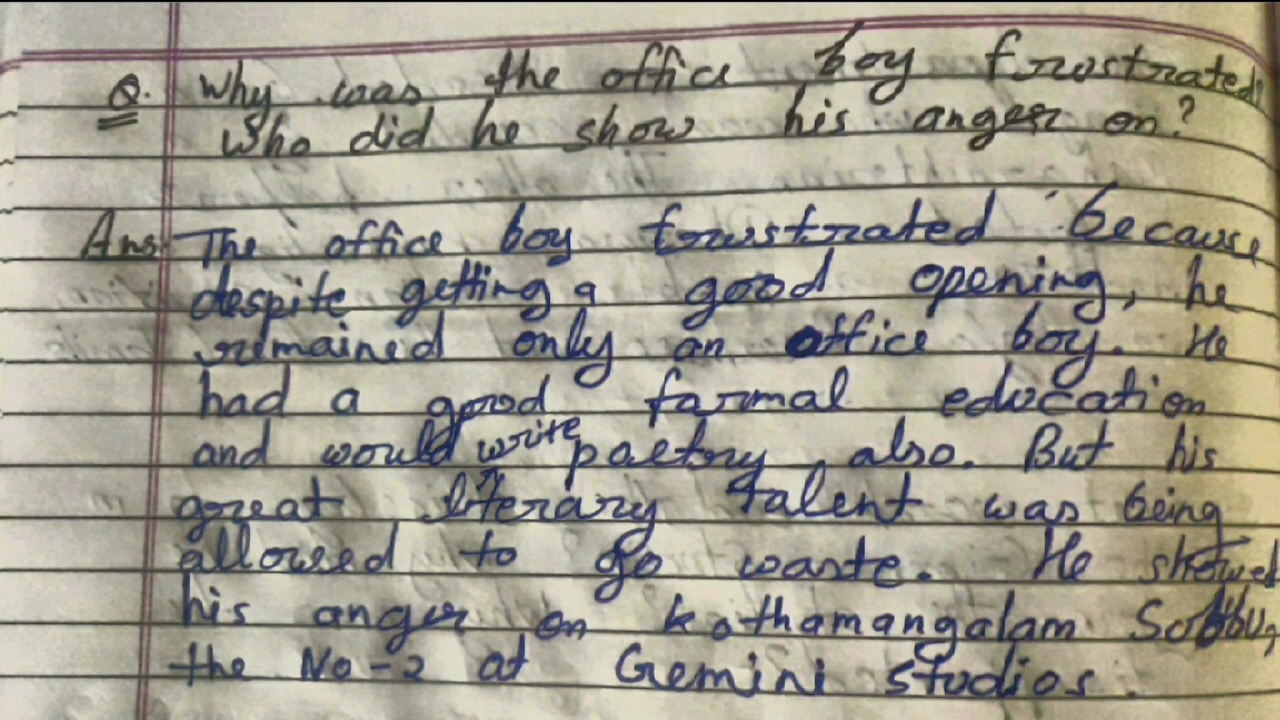 Q. Why was the office boy frustrated
Who did he show his anger on?
Ans. The office boy frustrated because
despite getting a good opening, he
remained only an office boy. He
had a good formal education
and would write poetry also. But his
great literary talent was being
allowed to go waste. He showed
his anger on kothamangalam Subbu,
the No-2 at Gemini studios.